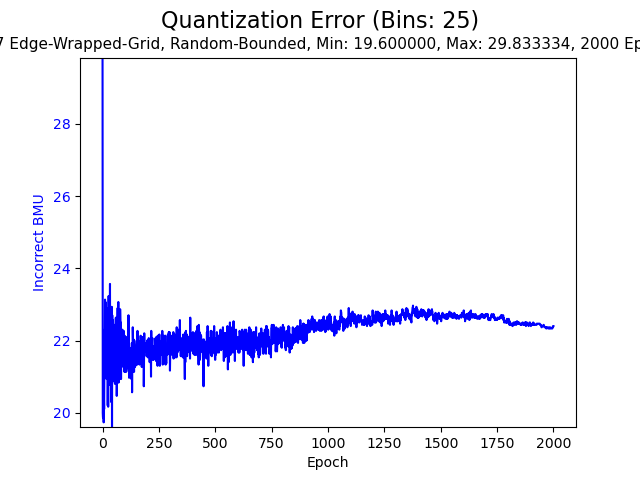 Quantization Error (Bins: 25)
7 Edge-Wrapped-Grid, Random-Bounded, Min: 19.600000, Max: 29.833334, 2000 Ep
28
26
24
22
20
Incorrect BMU
0 250 500 750 1000 1250 1500 1750 2000
Epoch